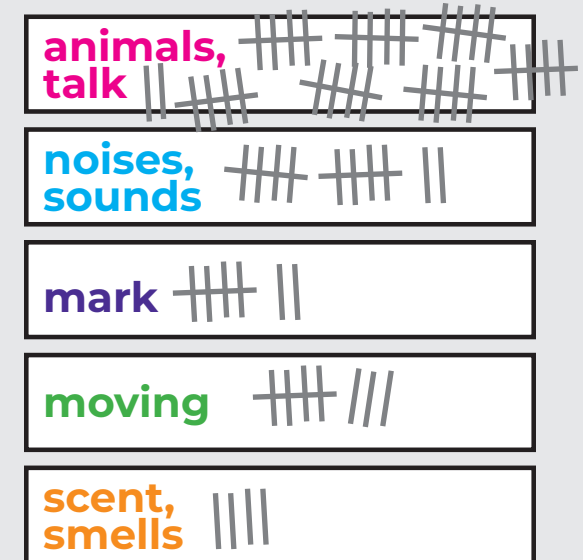 animals,
talk
noises,
sounds
mark
moving
scent,
smells